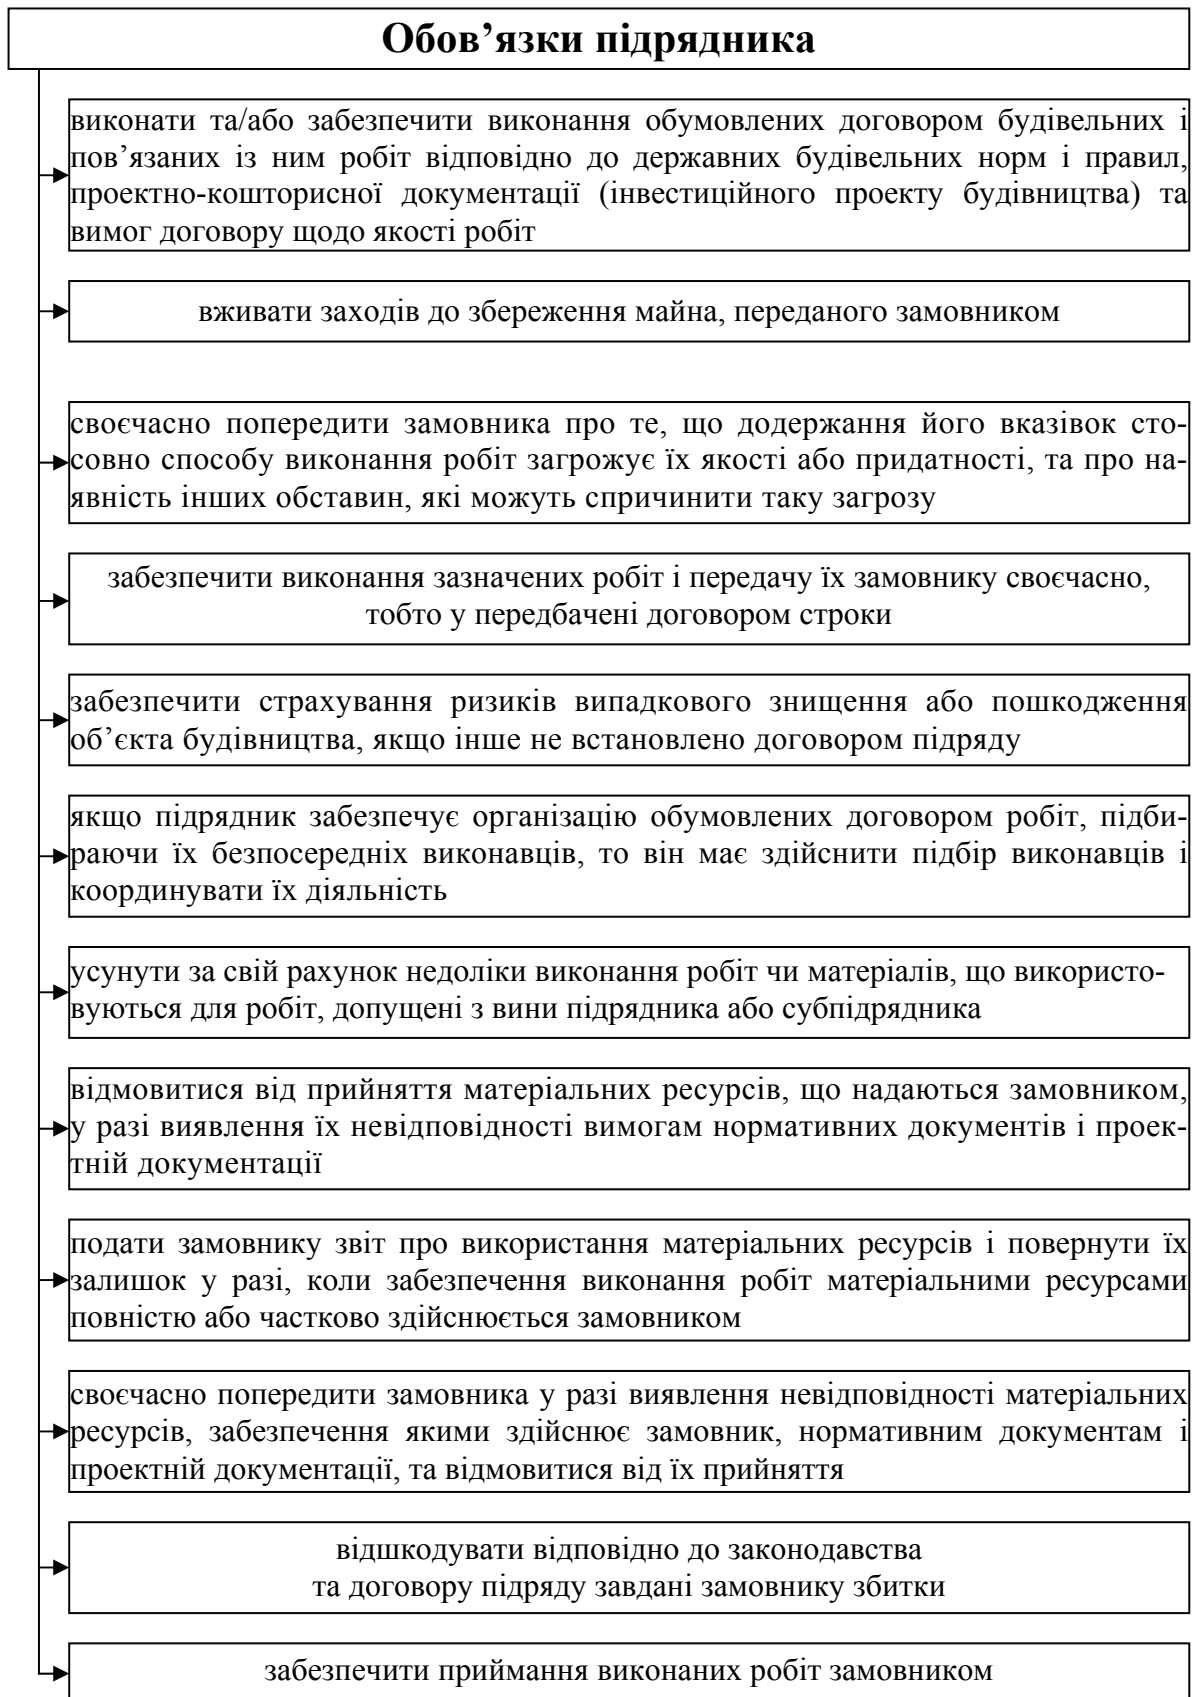 Обов’язки підрядника
виконати та/або забезпечити виконання обумовлених договором будівельних і
пов’язаних із ним робіт відповідно до державних будівельних норм і правил,
проектно-кошторисної документації (інвестиційного проекту будівництва) та
вимог договору щодо якості робіт
вживати заходів до збереження майна, переданого замовником
своєчасно попередити замовника про те, що додержання його вказівок сто-
совно способу виконання робіт загрожує їх якості або придатності, та про на-
явність інших обставин, які можуть спричинити таку загрозу
забезпечити виконання зазначених робіт і передачу їх замовнику своєчасно,
тобто у передбачені договором строки
забезпечити страхування ризиків випадкового знищення або пошкодження
об’єкта будівництва, якщо інше не встановлено договором підряду
якщо підрядник забезпечує організацію обумовлених договором робіт, підби-
раючи їх безпосередніх виконавців, то він має здійснити підбір виконавців і
координувати їх діяльність
усунути за свій рахунок недоліки виконання робіт чи матеріалів, що використо-
вуються для робіт, допущені з вини підрядника або субпідрядника
відмовитися від прийняття матеріальних ресурсів, що надаються замовником,
у разі виявлення їх невідповідності вимогам нормативних документів і проек-
тній документації
подати замовнику звіт про використання матеріальних ресурсів і повернути їх
залишок у разі, коли забезпечення виконання робіт матеріальними ресурсами
повністю або частково здійснюється замовником
своєчасно попередити замовника у разі виявлення невідповідності матеріальних
ресурсів, забезпечення якими здійснює замовник, нормативним документам і
проектній документації, та відмовитися від їх прийняття
відшкодувати відповідно до законодавства
та договору підряду завдані замовнику збитки
забезпечити приймання виконаних робіт замовником